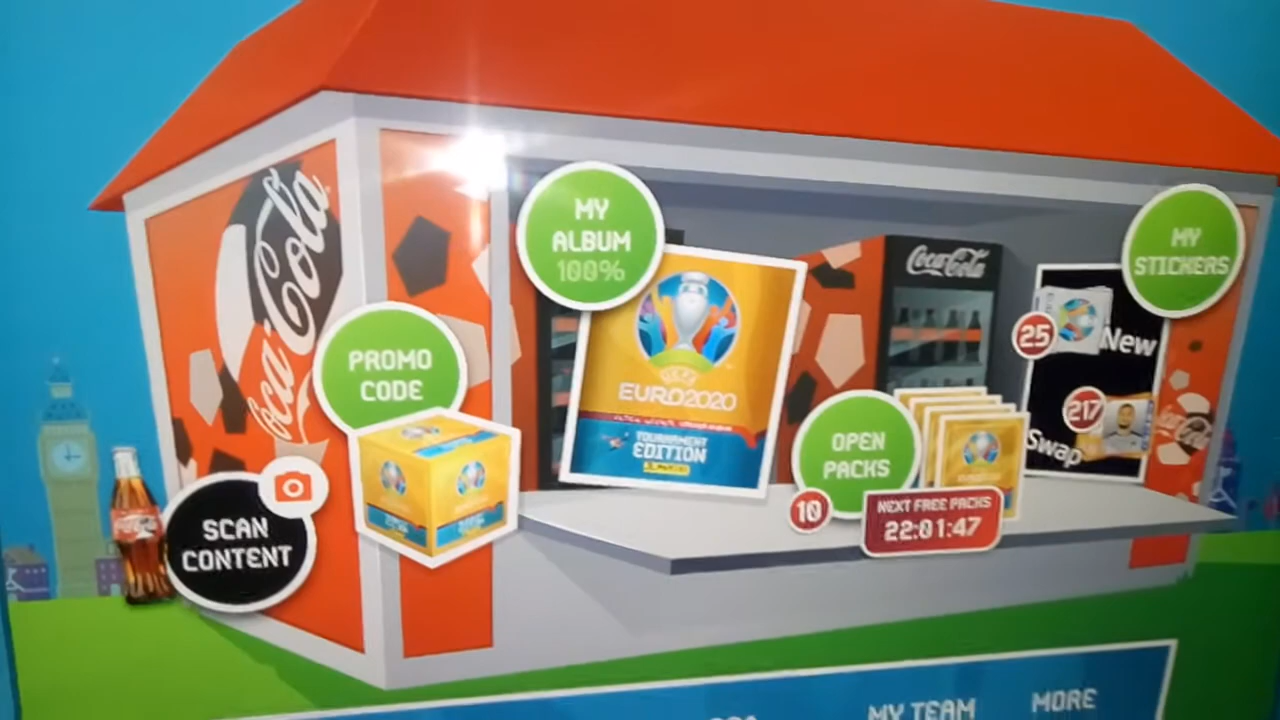 MY
ALBUM
100%
MY
STICKERS
Coca-Cola
Coca-Cola
PROMO
CODE
25
New
UEFA
EURO2020
217
Swap
TOURNAMENT
EDITION
PANINI
OPEN
PACKS
10
NEXT FREE PACKS
22:01:47
SCAN
CONTENT
MY TEAM
MORE